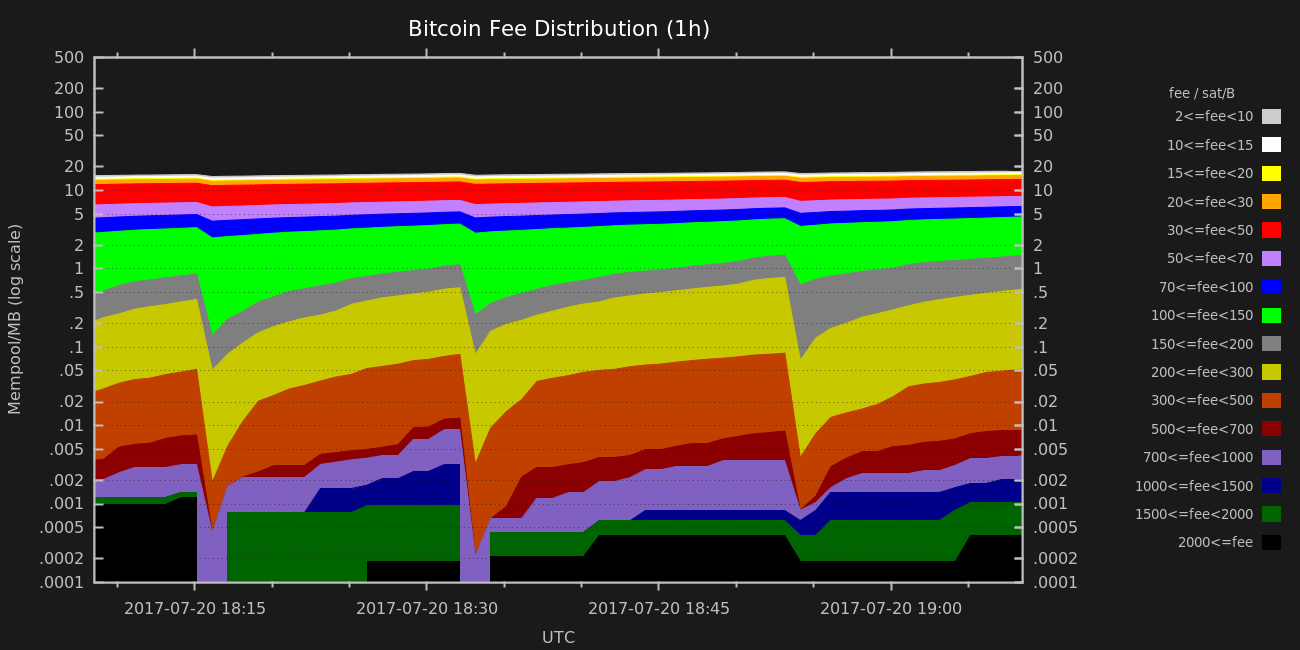 Bitcoin Fee Distribution (1h)
Mempool/MB (log scale)
500
200
100
50
20
10
5
2
1
.5
.2
.1
.05
.02
.01
.005
.002
.001
.0005
.0002
.0001
500
200
100
50
20
10
5
2
1
.5
.2
.1
.05
.02
.01
.005
.002
.001
.0005
.0002
.0001
2017-07-20 18:15 2017-07-20 18:30 2017-07-20 18:45 2017-07-20 19:00
UTC
fee / sat/B
2<=fee<10
10<=fee<15
15<=fee<20
20<=fee<30
30<=fee<50
50<=fee<70
70<=fee<100
100<=fee<150
150<=fee<200
200<=fee<300
300<=fee<500
500<=fee<700
700<=fee<1000
1000<=fee<1500
1500<=fee<2000
2000<=fee